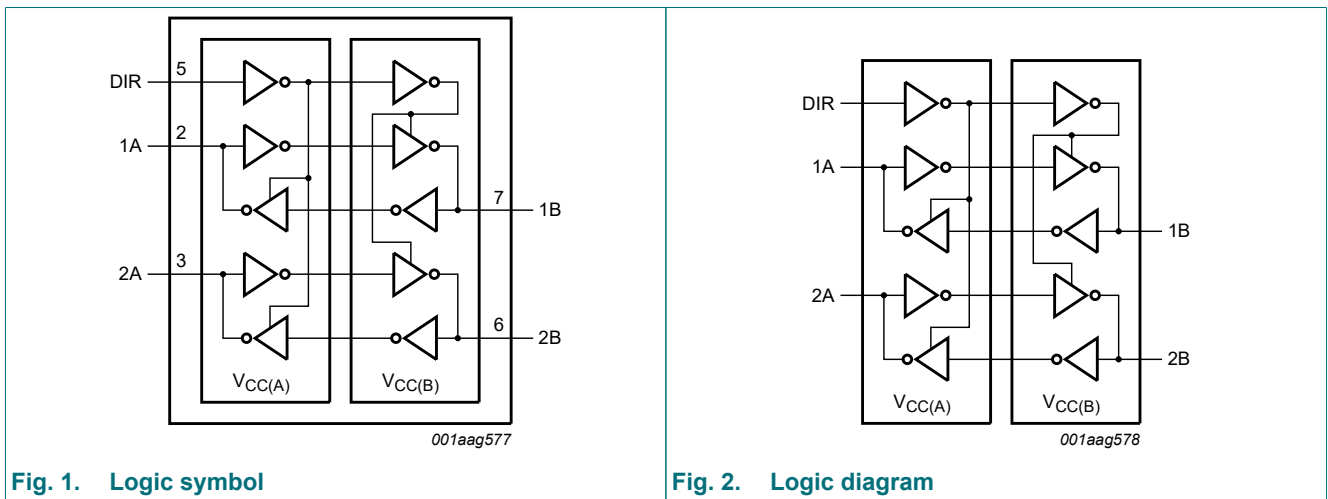 DIR 5
1A 2
7 1B
2A 3
6 2B
VCC(A) VCC(B)
001aag577
Fig. 1. Logic symbol
DIR
1A
1B
2A
2B
VCC(A) VCC(B)
001aag578
Fig. 2. Logic diagram